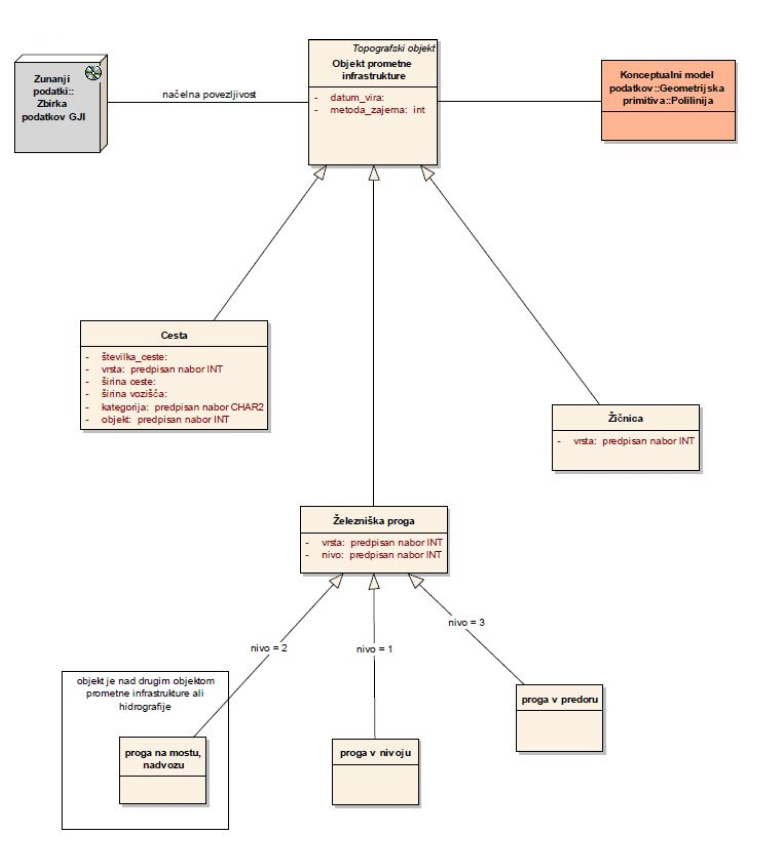 Zunanji
podatki::
Zbirka
podatkov GJI
načelna povezljivost
Topografski objekt
Objekt prometne
infrastrukture
- datum_vira:
- metoda_zajema: int
Konceptualni model
podatkov::Geometrijska
primitiva::Polilinija
Cesta
- številka_ceste:
- vrsta: predpisan nabor INT
- širina ceste:
- širina vozišča:
- kategorija: predpisan nabor CHAR2
- objekt: predpisan nabor INT
Žičnica
- vrsta: predpisan nabor INT
Železniška proga
- vrsta: predpisan nabor INT
- nivo: predpisan nabor INT
nivo = 2
nivo = 1
nivo = 3
objekt je nad drugim objektom
prometne infrastrukture ali
hidrografije
proga na mostu,
nadvozu
proga v nivoju
proga v predoru